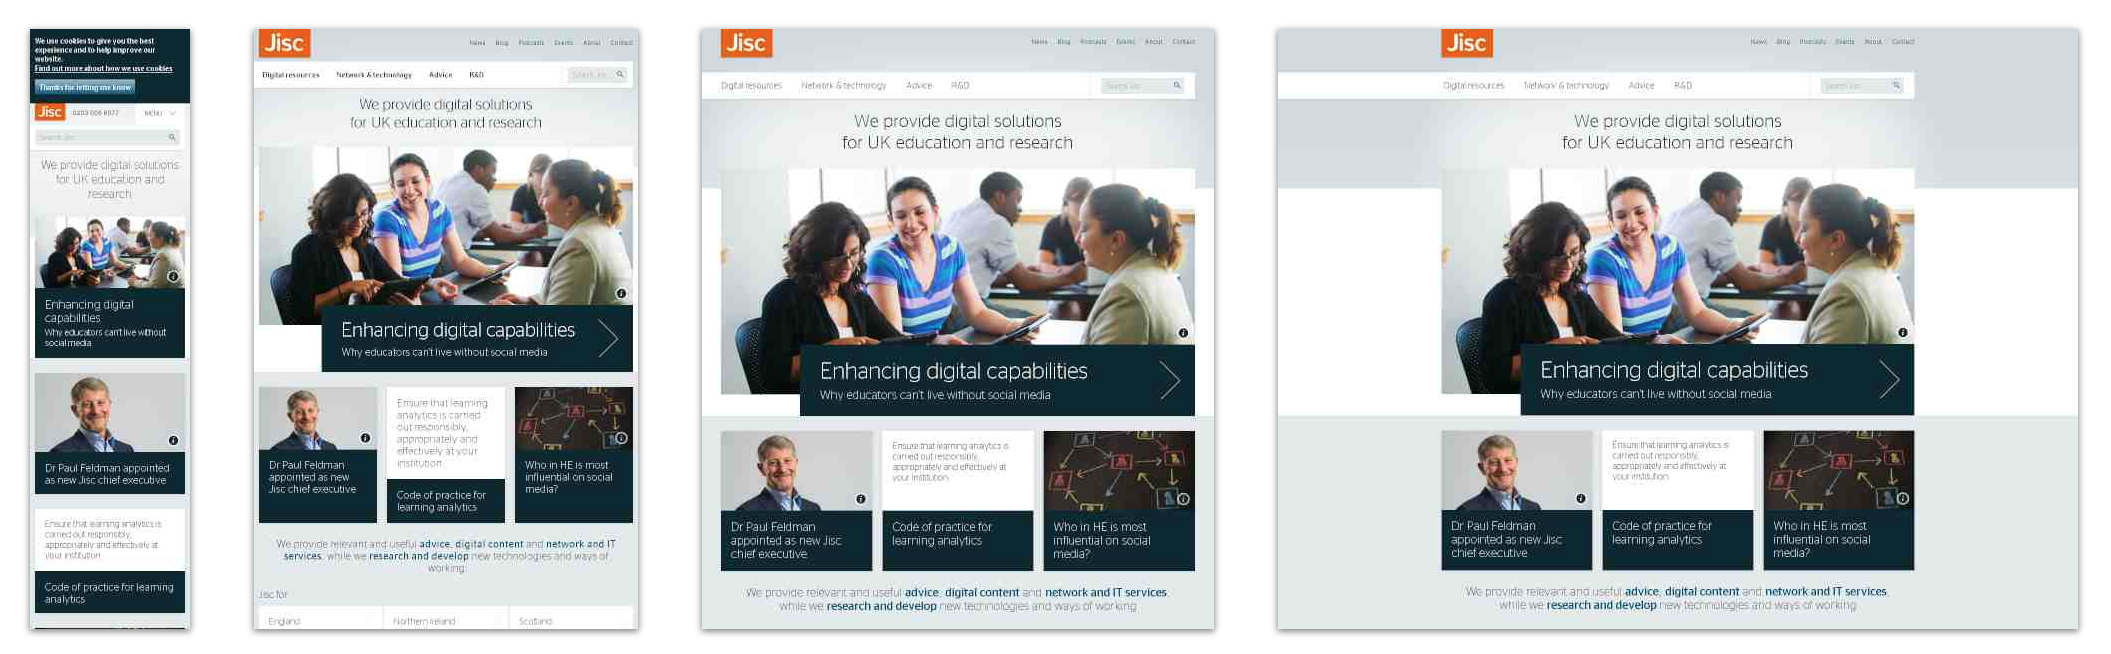 We use cookies to give you the best
experience and to help improve our
website.
Find out more about how we use cookies
Thanks for letting me know
Jisc
0203 006 6077
MENU
Search Jisc
We provide digital solutions
for UK education and
research
Enhancing digital
capabilities
Why educators can't live without
social media
Dr Paul Feldman appointed
as new Jisc chief executive
Ensure that learning analytics is
carried out responsibly,
appropriately and effectively at
your institution
Code of practice for learning
analytics
Jisc
News Blog Podcasts Events About Contact
Digital resources Network & technology Advice R&D
We provide digital solutions
for UK education and research
Enhancing digital capabilities
Why educators can't live without social media
Dr Paul Feldman
appointed as new
Jisc chief executive
Ensure that learning
analytics is carried
out responsibly,
appropriately and
effectively at your
institution
Code of practice for
learning analytics
Who in HE is most
influential on social
media?
We provide relevant and useful advice, digital content and network and IT
services, while we research and develop new technologies and ways of
working
Jisc for
England Northern Ireland Scotland
Jisc
News Blog Podcasts Events About Contact
Digital resources Network & technology Advice R&D
Search Jisc
We provide digital solutions
for UK education and research
Enhancing digital capabilities
Why educators can't live without social media
Dr Paul Feldman
appointed as new Jisc
chief executive
Ensure that learning analytics is
carried out responsibly,
appropriately and effectively at
your institution
Code of practice for
learning analytics
Who in HE is most
influential on social
media?
We provide relevant and useful advice, digital content and network and IT services,
while we research and develop new technologies and ways of working
Jisc
News Blog Podcasts Events About Contact
Digital resources Network & technology Advice R&D
Search Jisc
We provide digital solutions
for UK education and research
Enhancing digital capabilities
Why educators can't live without social media
Dr Paul Feldman
appointed as new Jisc
chief executive
Ensure that learning analytics is
carried out responsibly,
appropriately and effectively at
your institution
Code of practice for
learning analytics
Who in HE is most
influential on social
media?
We provide relevant and useful advice, digital content and network and IT services,
while we research and develop new technologies and ways of working